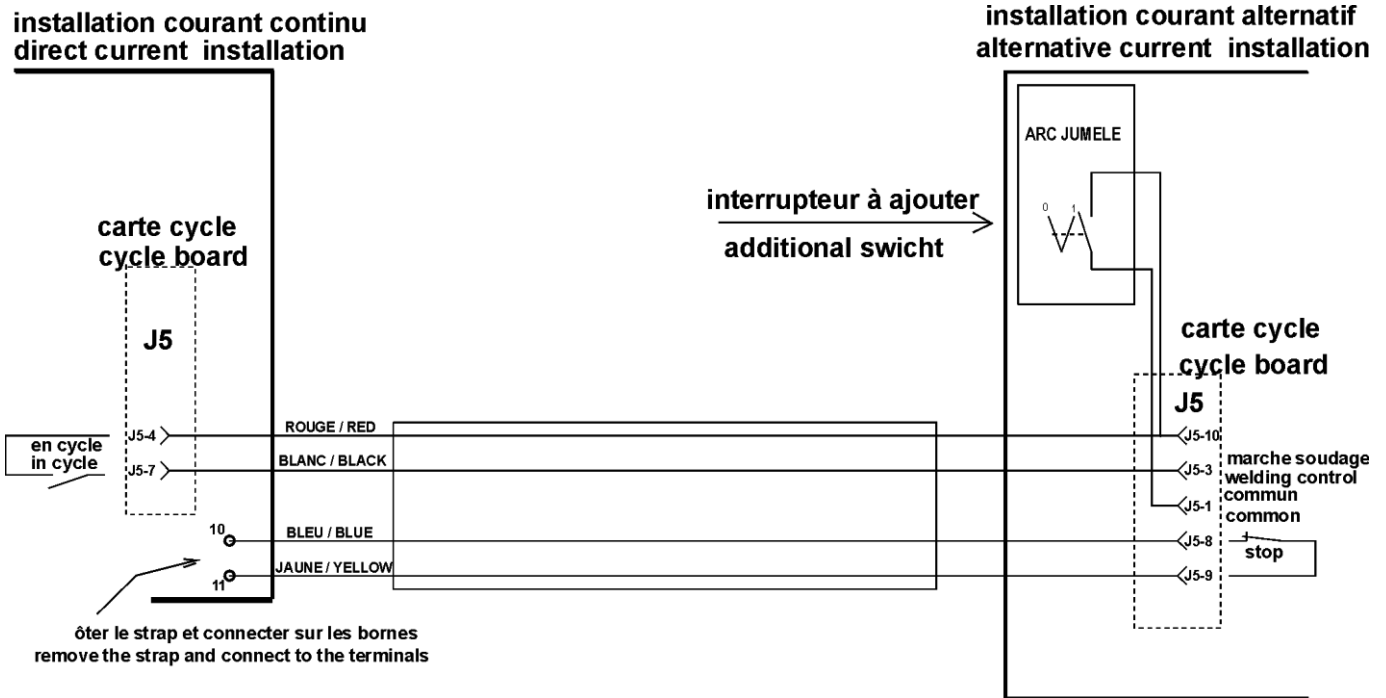 installation courant continu
direct current installation
installation courant alternatif
alternative current installation
ARC JUMELE
interrupteur à ajouter
additional swicht
0 1
carte cycle
cycle board
J5
carte cycle
cycle board
J5
en cycle
in cycle
J5-4
J5-7
ROUGE / RED
BLANC / BLACK
BLEU / BLUE
JAUNE / YELLOW
10
11
J5-10
J5-3
J5-1
J5-8
J5-9
marche soudage
welding control
commun
common
stop
ôter le strap et connecter sur les bornes
remove the strap and connect to the terminals